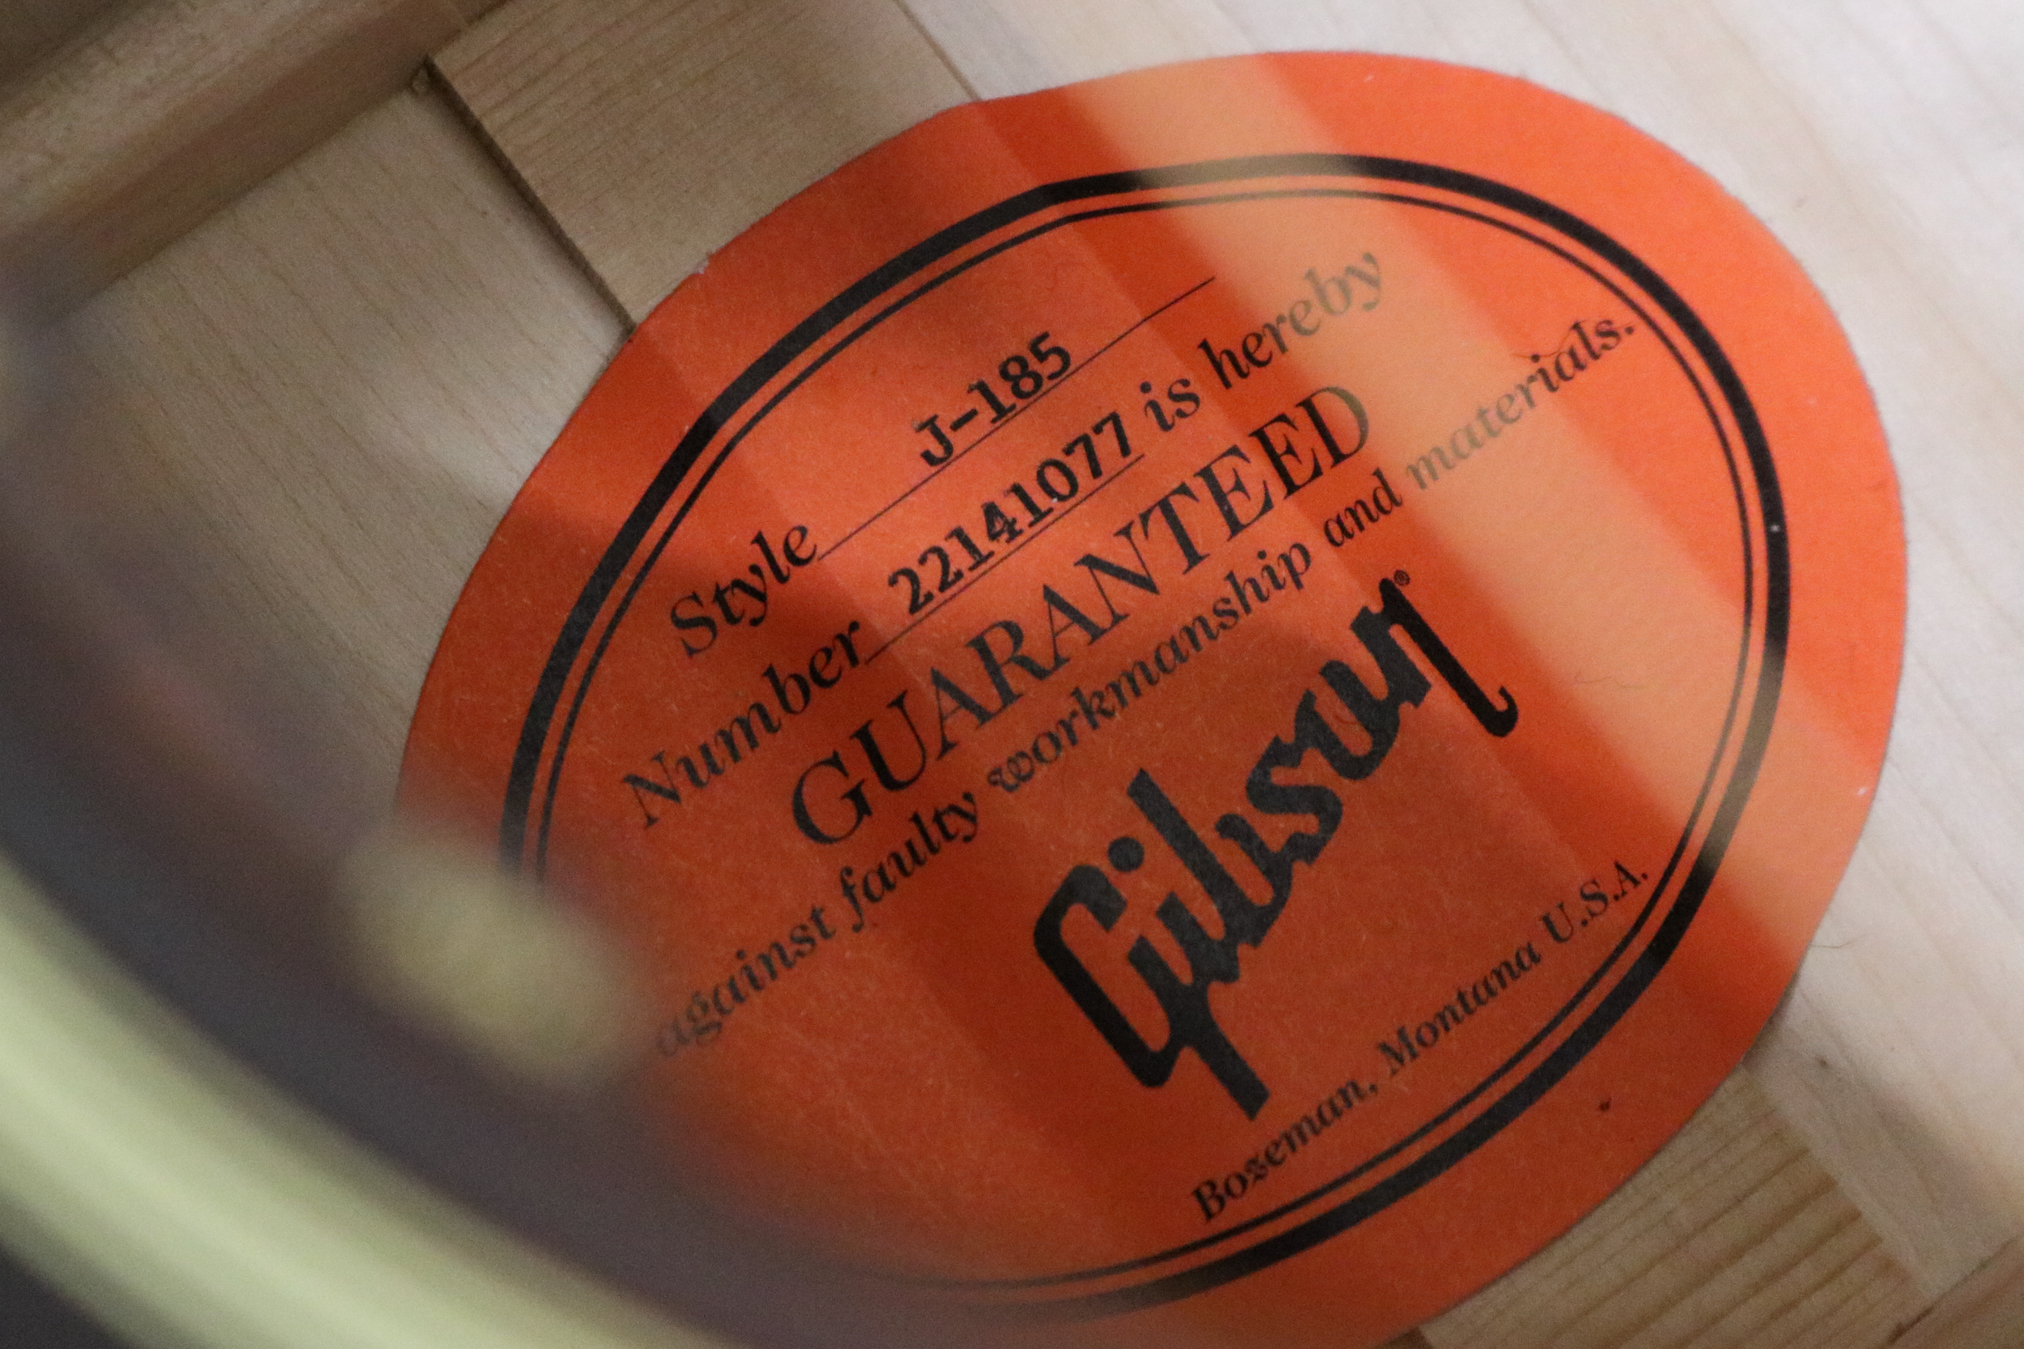 Style J-185
Number 22141077 is hereby
GUARANTEED
against faulty workmanship and materials.
Gibson®
Bozeman, Montana U.S.A.